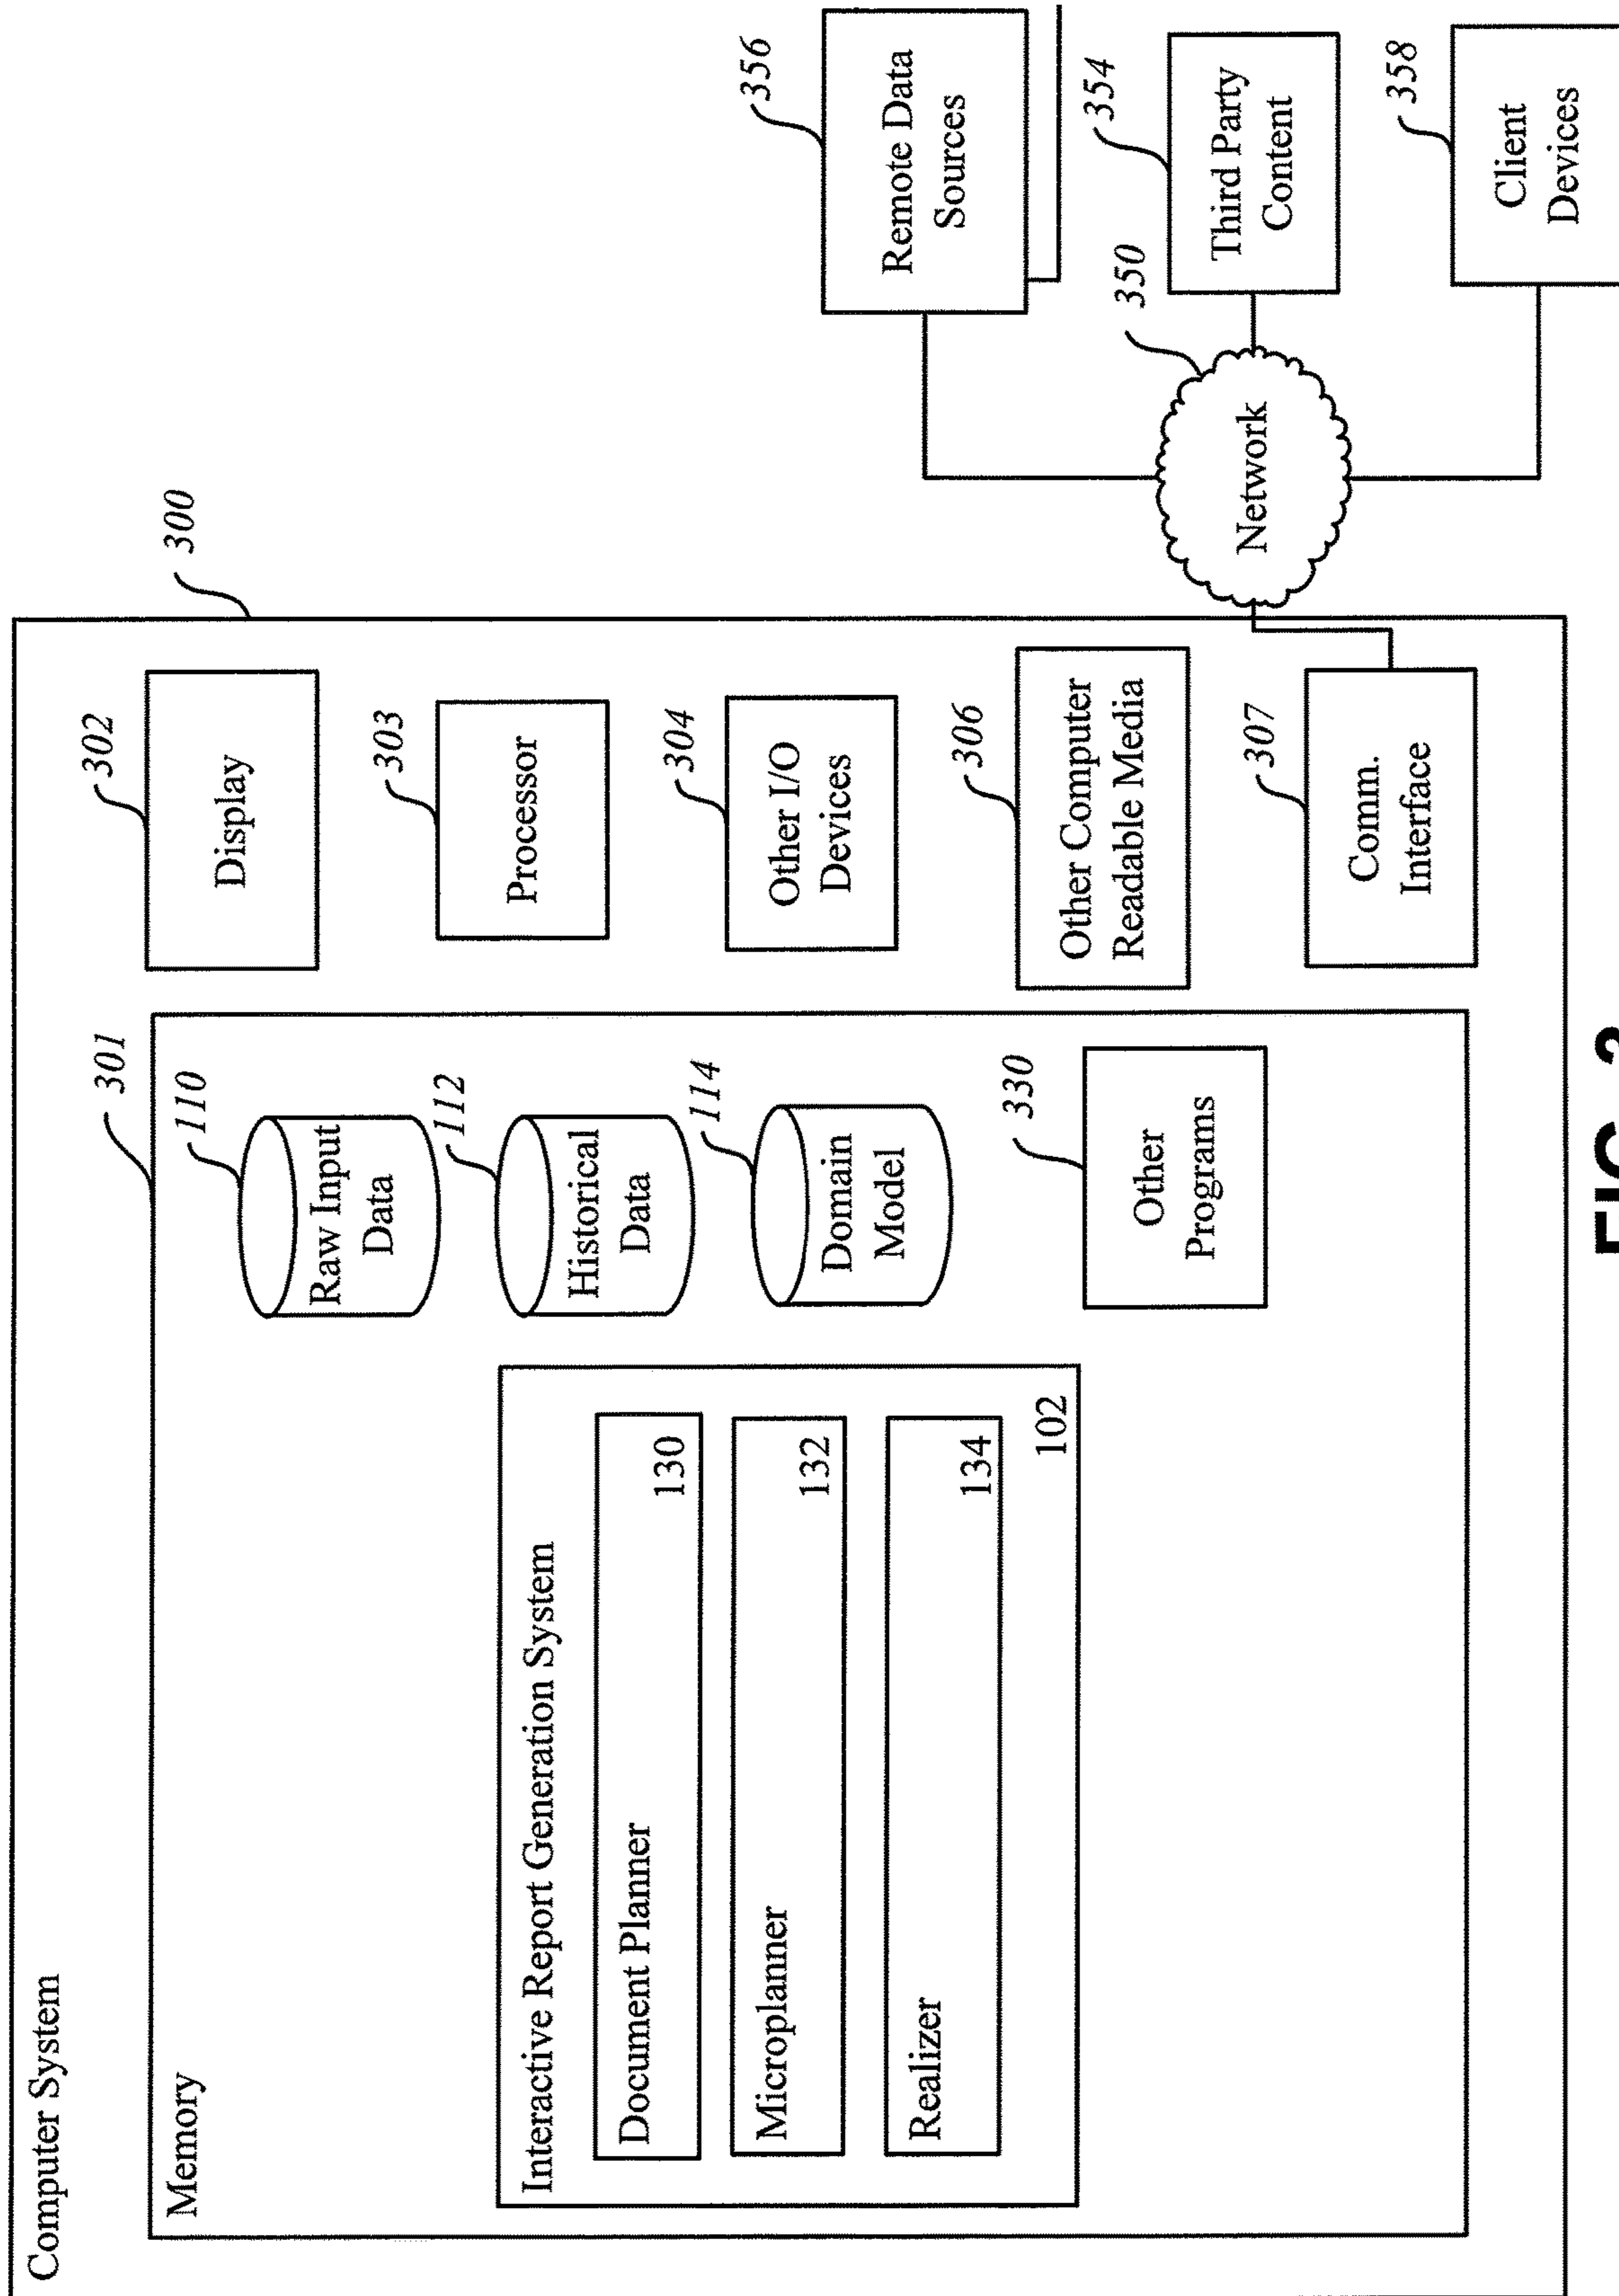 Computer System
300
Memory
301
Interactive Report Generation System
Document Planner
130
Microplanner
132
Realizer
134
102
110
Raw Input
Data
112
Historical
Data
114
Domain
Model
330
Other
Programs
302
Display
303
Processor
304
Other I/O
Devices
306
Other Computer
Readable Media
307
Comm.
Interface
350
Network
356
Remote Data
Sources
354
Third Party
Content
358
Client
Devices